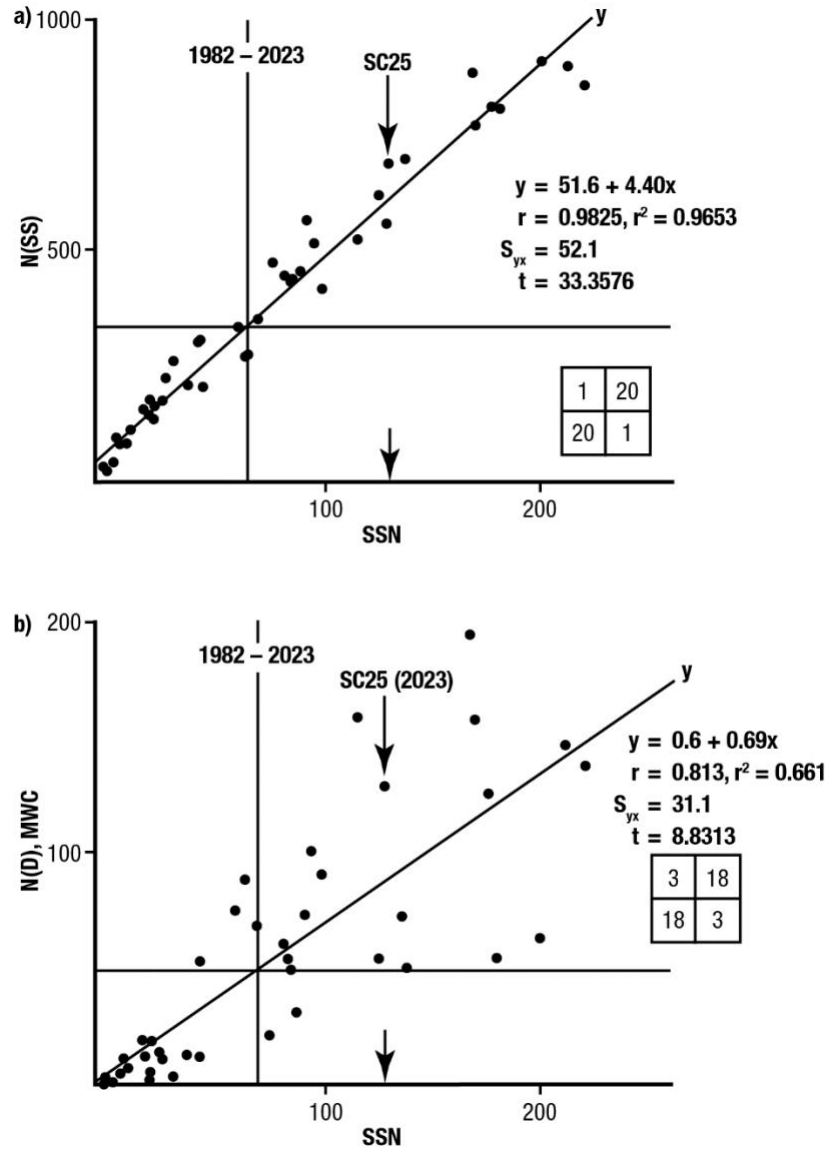 a)
1000
y
1982 – 2023
SC25
N(SS)
y = 51.6 + 4.40x
r = 0.9825, r² = 0.9653
500
Syx = 52.1
t = 33.3576
1 20
20 1
100 200
SSN
b)
200
1982 – 2023
SC25 (2023)
y
y = 0.6 + 0.69x
r = 0.813, r² = 0.661
N(D), MWC
Syx = 31.1
t = 8.8313
100
3 18
18 3
100 200
SSN